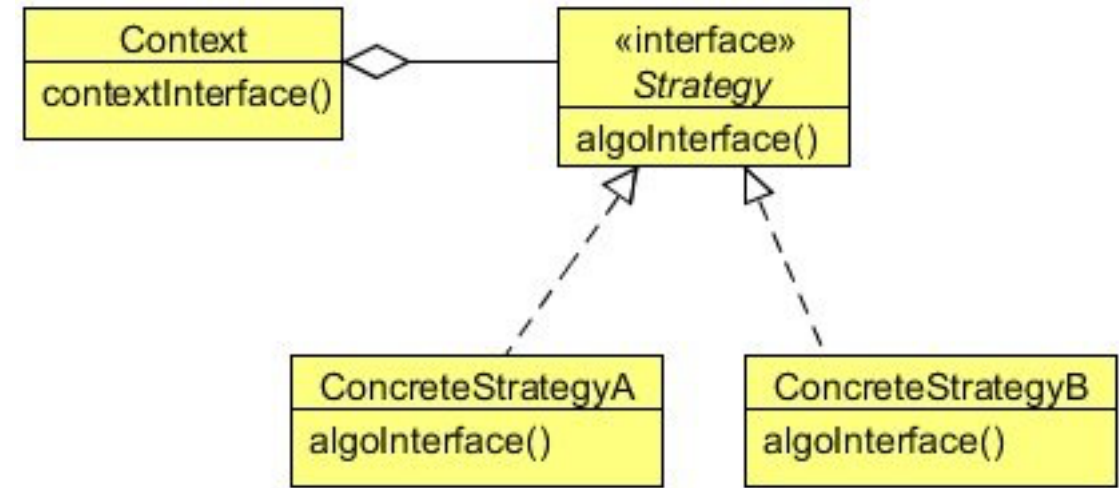 Context
contextInterface()
«interface»
Strategy
algoInterface()
ConcreteStrategyA
algoInterface()
ConcreteStrategyB
algoInterface()